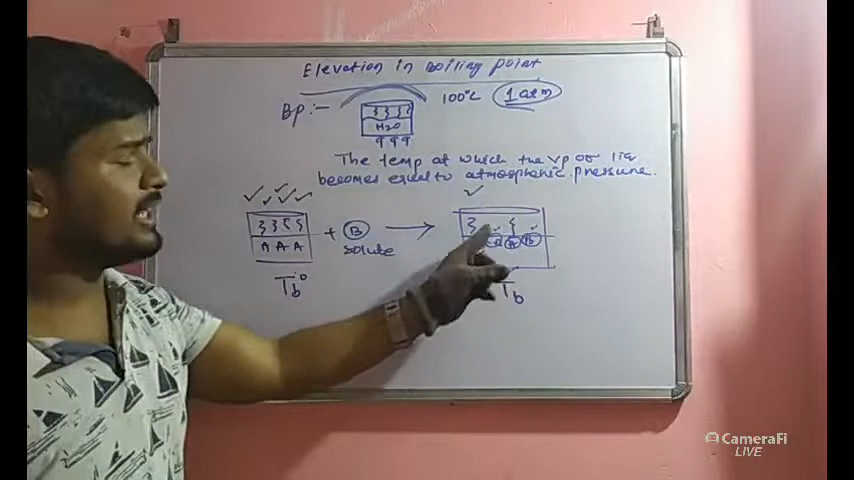 Elevation in Boiling point
Bp:- 100°C 1 atm
H2O
The temp at which the vp of liq
becomes equal to atmospheric pressure.
A A A + B → A B
solute
Tb° Tb
CameraFi
LIVE